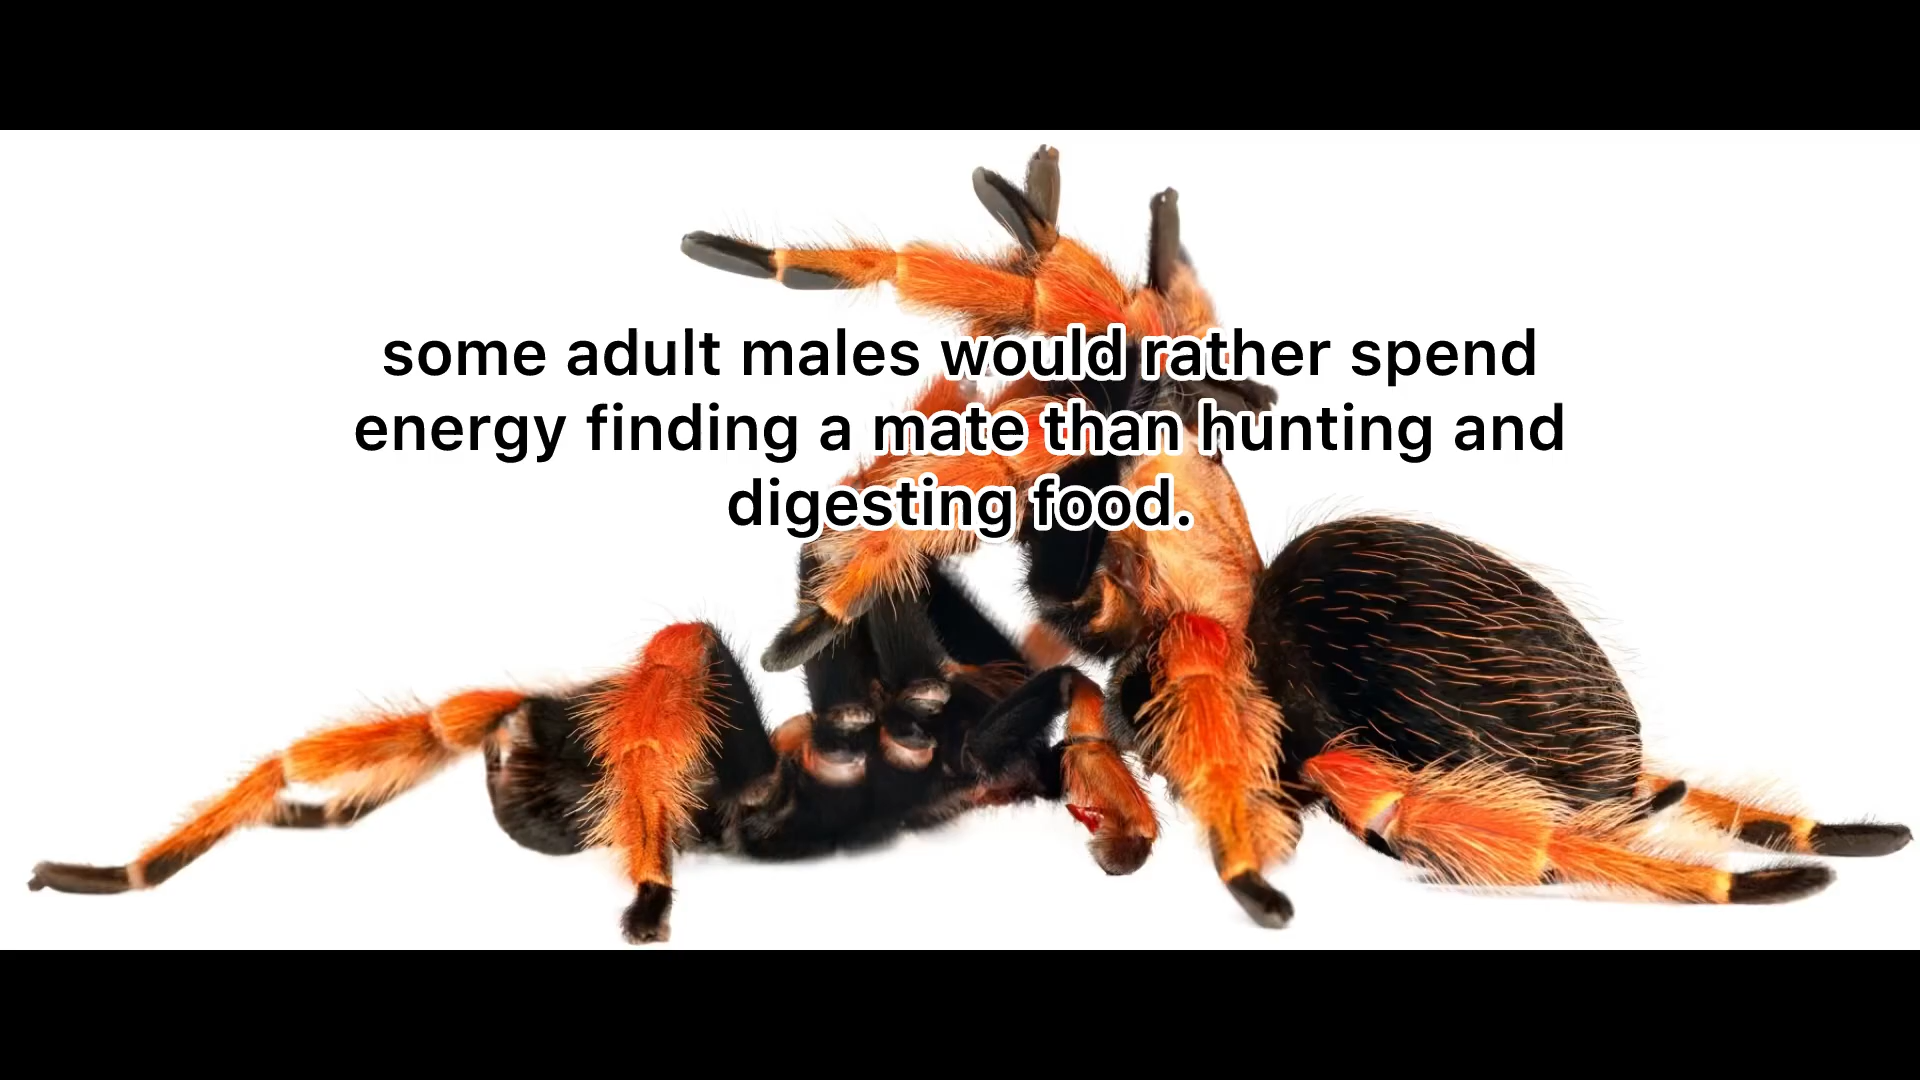 some adult males would rather spend
energy finding a mate than hunting and
digesting food.